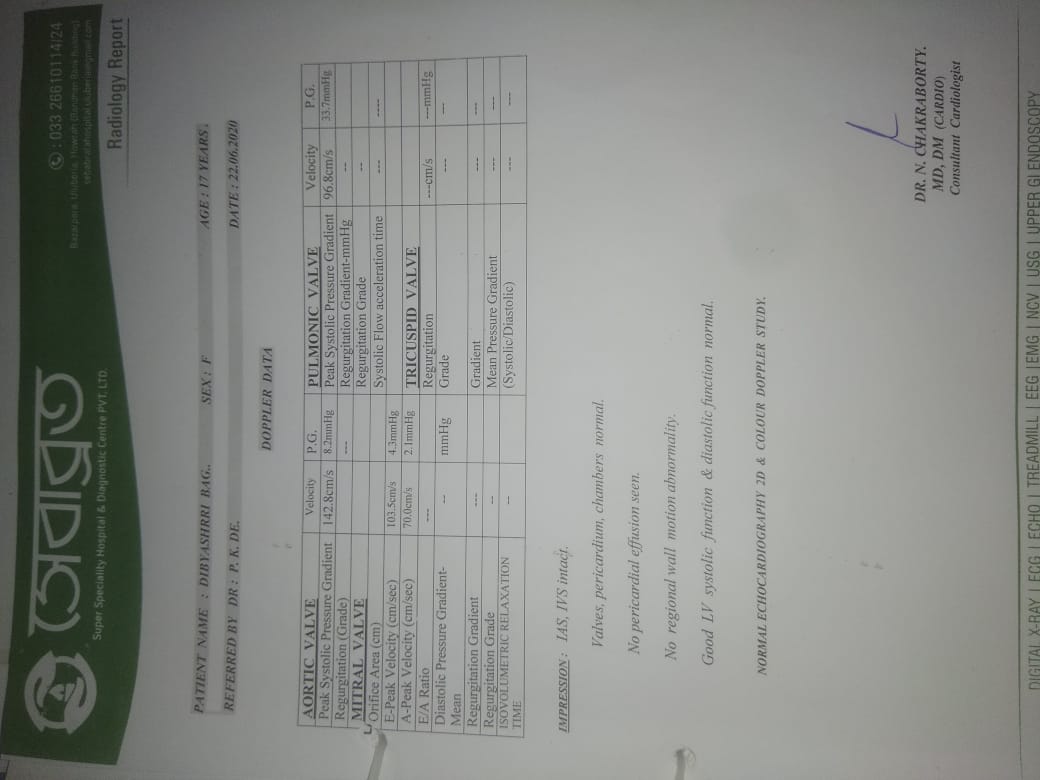 সেবাব্রত
Super Speciality Hospital & Diagnostic Centre PVT. LTD.
: 033 26610114/24
Bazarpara, Uluberia, Howrah (Bandhan Bank Building)
Radiology Report
PATIENT NAME : DIBYASHRRI BAG.. SEX : F AGE : 17 YEARS.
REFERRED BY DR : P. K. DE. DATE : 22.06.2020
DOPPLER DATA
AORTIC VALVE Velocity P.G. PULMONIC VALVE Velocity P.G.
Peak Systolic Pressure Gradient 142.8cm/s 8.2mmHg Peak Systolic Pressure Gradient 96.8cm/s 33.7mmHg
Regurgitation (Grade) --- Regurgitation Gradient-mmHg --
MITRAL VALVE Regurgitation Grade --
Orifice Area (cm) Systolic Flow acceleration time --- ----
E-Peak Velocity (cm/sec) 103.5cm/s 4.3mmHg
A-Peak Velocity (cm/sec) 70.0cm/s 2.1mmHg TRICUSPID VALVE
E/A Ratio --- Regurgitation ---cm/s ---mmHg
Diastolic Pressure Gradient-Mean -- mmHg Grade --- ---
Regurgitation Gradient --- Gradient --- ---
Regurgitation Grade -- Mean Pressure Gradient --- ---
ISOVOLUMETRIC RELAXATION TIME -- (Systolic/Diastolic) --- ---
IMPRESSION : IAS, IVS intact.
Valves, pericardium, chambers normal.
No pericardial effusion seen.
No regional wall motion abnormality.
Good LV systolic function & diastolic function normal.
NORMAL ECHOCARDIOGRAPHY 2D & COLOUR DOPPLER STUDY.
DR. N. CHAKRABORTY.
MD, DM (CARDIO)
Consultant Cardiologist
DIGITAL X-RAY | ECG | ECHO | TREADMILL | EEG | EMG | NCV | USG | UPPER GI ENDOSCOPY